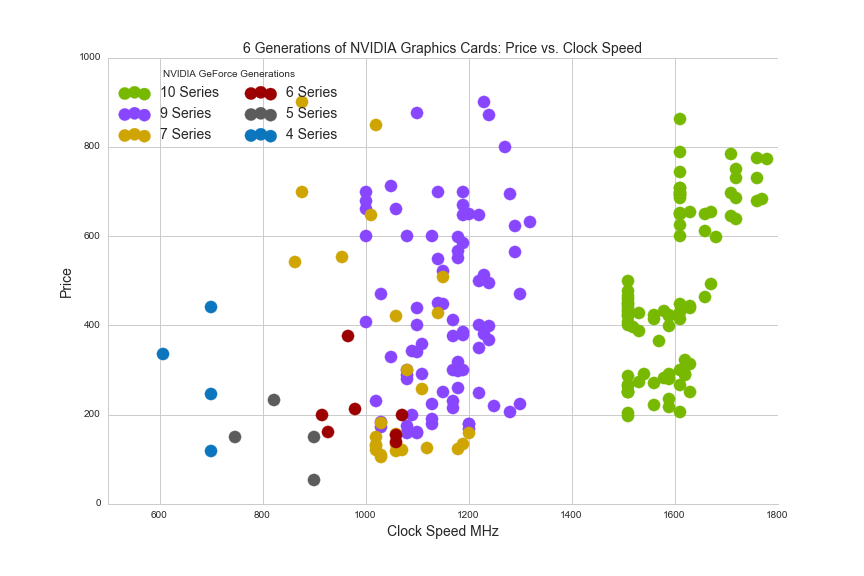 6 Generations of NVIDIA Graphics Cards: Price vs. Clock Speed
1000
NVIDIA GeForce Generations
10 Series
6 Series
9 Series
5 Series
7 Series
4 Series
800
600
400
200
0
Price
600
800
1000
1200
1400
1600
1800
Clock Speed MHz